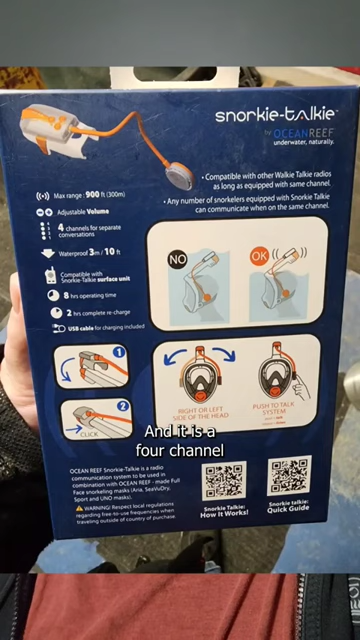 snorkie-talkie™
by OCEANREEF
underwater, naturally.
• Compatible with other Walkie Talkie radios
as long as equipped with same channel.
• Any number of snorkelers equipped with Snorkie Talkie
can communicate when on the same channel.
Max range: 900 ft (300m)
Adjustable Volume
4 channels for separate
conversations
Waterproof 3m / 10 ft
Compatible with
Snorkie-Talkie surface unit
8 hrs operating time
2 hrs complete re-charge
USB cable for charging included
NO
OK
1
2
CLICK
RIGHT OR LEFT
SIDE OF THE HEAD
PUSH TO TALK
SYSTEM
And it is a
four channel
OCEAN REEF Snorkie-Talkie is a radio
communication system to be used in
combination with OCEAN REEF - made Full
Face snorkeling masks (Aria, SeaVuDry,
Sport and UNO masks).
WARNING! Respect local regulations
regarding free-to-use frequencies when
traveling outside of country of purchase.
Snorkie Talkie:
How It Works!
Snorkie talkie:
Quick Guide